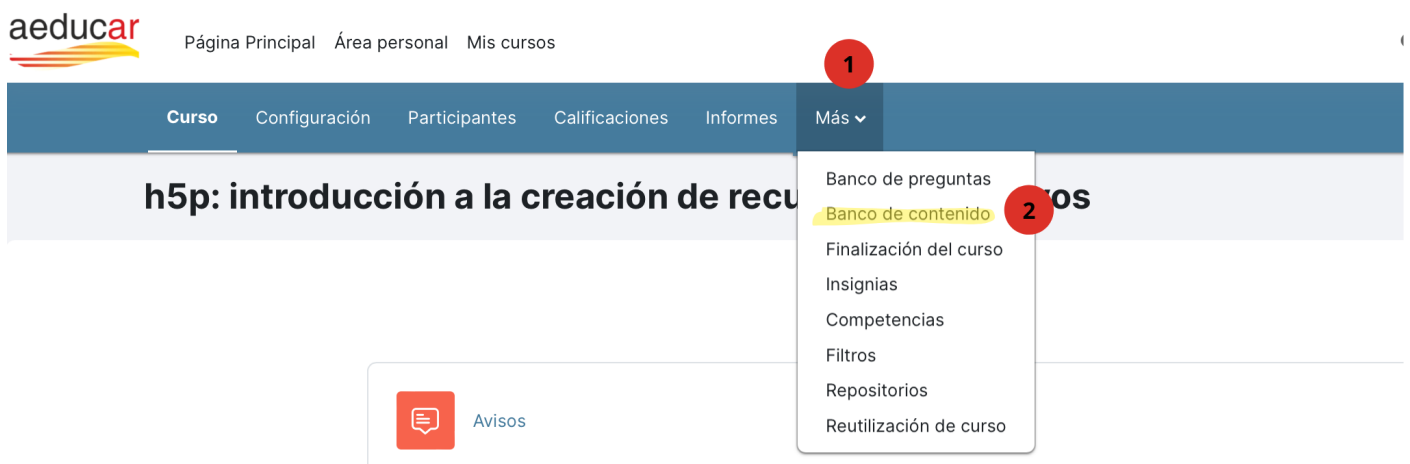 aeducar
Página Principal Área personal Mis cursos
1
Curso Configuración Participantes Calificaciones Informes Más
h5p: introducción a la creación de recu os
Banco de preguntas
Banco de contenido 2
Finalización del curso
Insignias
Competencias
Filtros
Repositorios
Reutilización de curso
Avisos